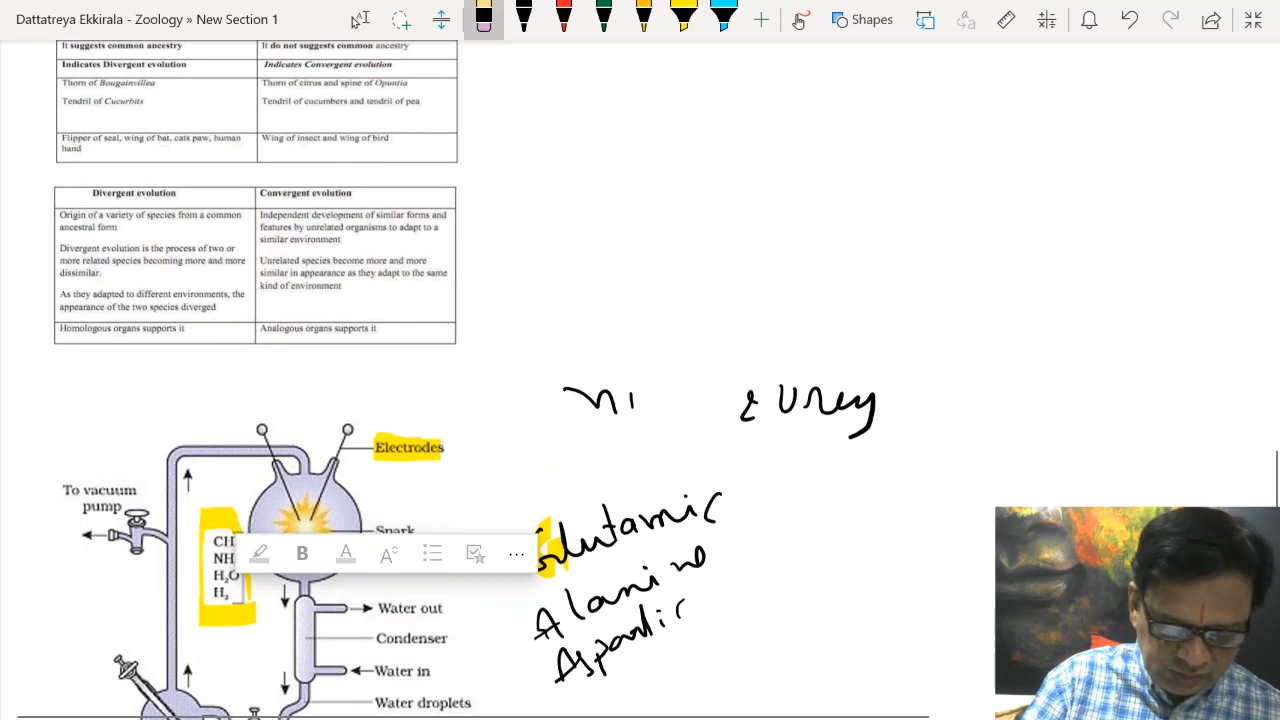 Dattatreya Ekkirala - Zoology » New Section 1
Shapes
It suggests common ancestry
It do not suggests common ancestry
Indicates Divergent evolution
Indicates Convergent evolution
Thorn of Bougainvillea
Thorn of citrus and spine of Opuntia
Tendril of Cucurbits
Tendril of cucumbers and tendril of pea
Flipper of seal, wing of bat, cats paw, human
hand
Wing of insect and wing of bird
Divergent evolution
Convergent evolution
Origin of a variety of species from a common
ancestral form
Divergent evolution is the process of two or
more related species becoming more and more
dissimilar.
As they adapted to different environments, the
appearance of the two species diverged
Independent development of similar forms and
features by unrelated organisms to adapt to a
similar environment
Unrelated species become more and more
similar in appearance as they adapt to the same
kind of environment
Homologous organs supports it
Analogous organs supports it
& Urey
Electrodes
To vacuum
pump
Spark
CH
NH
H₂O
H₂
B A A ...
Glutamic
Alanine
Aspartic
Water out
Condenser
Water in
Water droplets